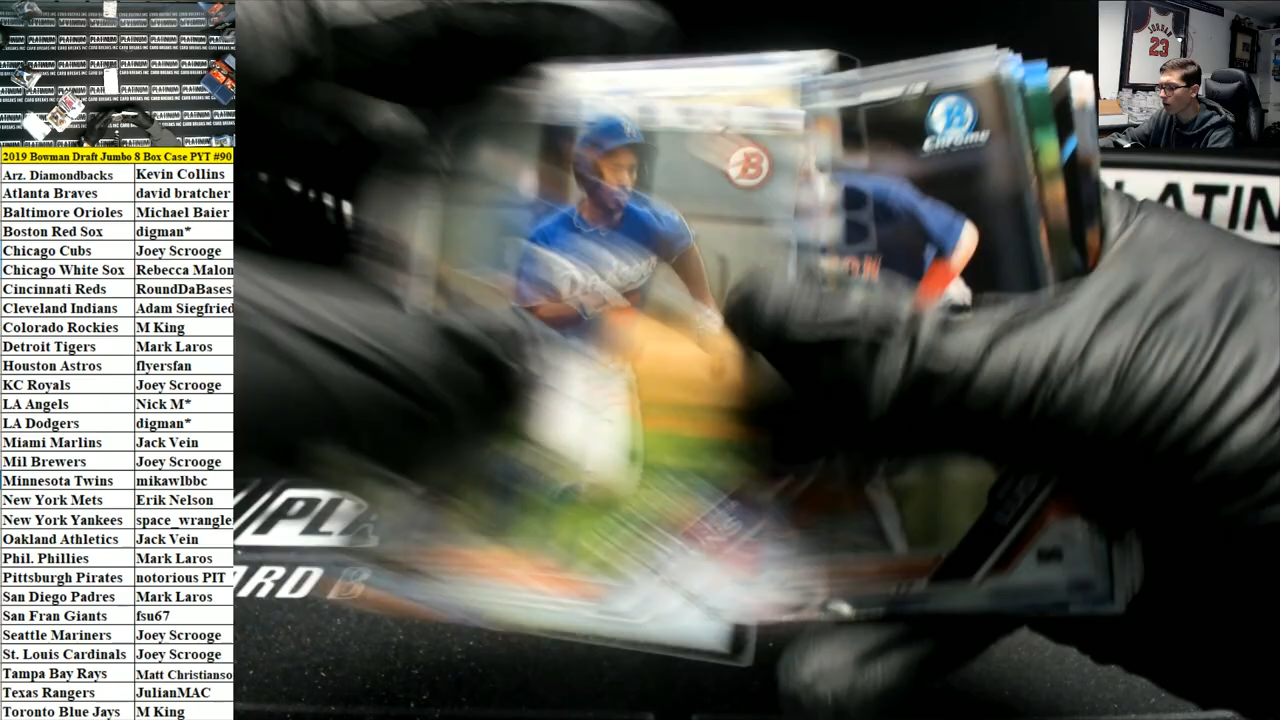 2019 Bowman Draft Jumbo 8 Box Case PYT #90
Arz. Diamondbacks Kevin Collins
Atlanta Braves david bratcher
Baltimore Orioles Michael Baier
Boston Red Sox digman*
Chicago Cubs Joey Scrooge
Chicago White Sox Rebecca Malon
Cincinnati Reds RoundDaBases
Cleveland Indians Adam Siegfried
Colorado Rockies M King
Detroit Tigers Mark Laros
Houston Astros flyersfan
KC Royals Joey Scrooge
LA Angels Nick M*
LA Dodgers digman*
Miami Marlins Jack Vein
Mil Brewers Joey Scrooge
Minnesota Twins mikawlbbc
New York Mets Erik Nelson
New York Yankees space_wrangle
Oakland Athletics Jack Vein
Phil. Phillies Mark Laros
Pittsburgh Pirates notorious PIT
San Diego Padres Mark Laros
San Fran Giants fsu67
Seattle Mariners Joey Scrooge
St. Louis Cardinals Joey Scrooge
Tampa Bay Rays Matt Christianso
Texas Rangers JulianMAC
Toronto Blue Jays M King
B
B
Chrome
Dodgers
JORDAN
23
LATIN
/PLA
ARD B